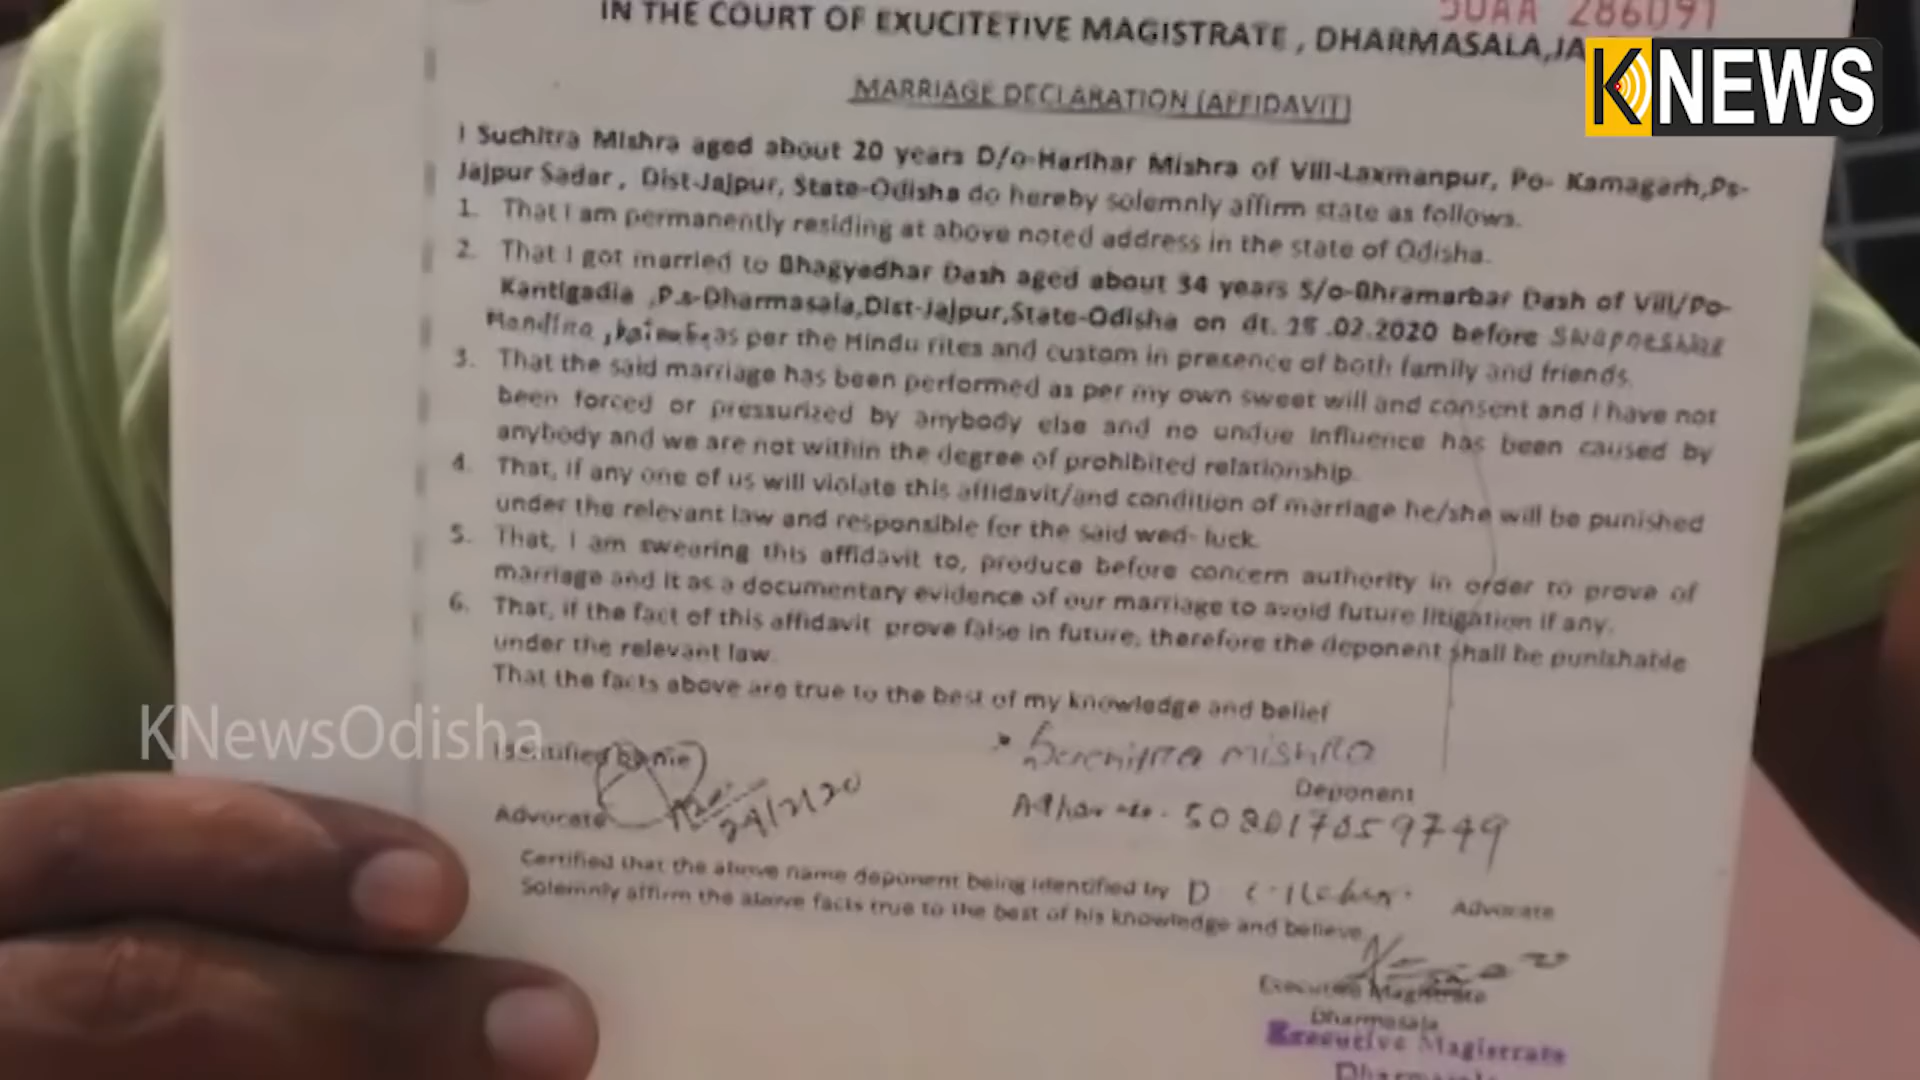 286091
IN THE COURT OF EXUCITETIVE MAGISTRATE , DHARMASALA,JA
KNEWS
MARRIAGE DECLARATION (AFFIDAVIT)
I Suchitra Mishra aged about 20 years D/o-Harihar Mishra of Vill-Laxmanpur, Po- Kamagarh,Ps-
Jajpur Sadar, Dist-Jajpur, State-Odisha do hereby solemnly affirm state as follows.
1. That I am permanently residing at above noted address in the state of Odisha.
2. That I got married to Bhagyadhar Dash aged about 34 years S/o-Bhramarbar Dash of Vill/Po-
Kantigadia ,P.s-Dharmasala,Dist-Jajpur,State-Odisha on dt. .02.2020 before
as per the Hindu rites and custom in presence of both family and friends.
3. That the said marriage has been performed as per my own sweet will and consent and I have not
been forced or pressurized by anybody else and no undue influence has been caused by
anybody and we are not within the degree of prohibited relationship.
4. That, if any one of us will violate this affidavit/and condition of marriage he/she will be punished
under the relevant law and responsible for the said wed- luck.
5. That, I am swearing this affidavit to, produce before concern authority in order to prove of
marriage and it as a documentary evidence of our marriage to avoid future litigation if any.
6. That, if the fact of this affidavit prove false in future, therefore the deponent shall be punishable
under the relevant law.
That the facts above are true to the best of my knowledge and belief
KNewsOdisha
Identified by me
Suchitra Mishra
Deponent
Advocate
24/2/20
Certified that the above name deponent being identified by Advocate
Solemnly affirm the above facts true to the best of his knowledge and believe
Executive Magistrate
Dharmasala
Executive Magistrate